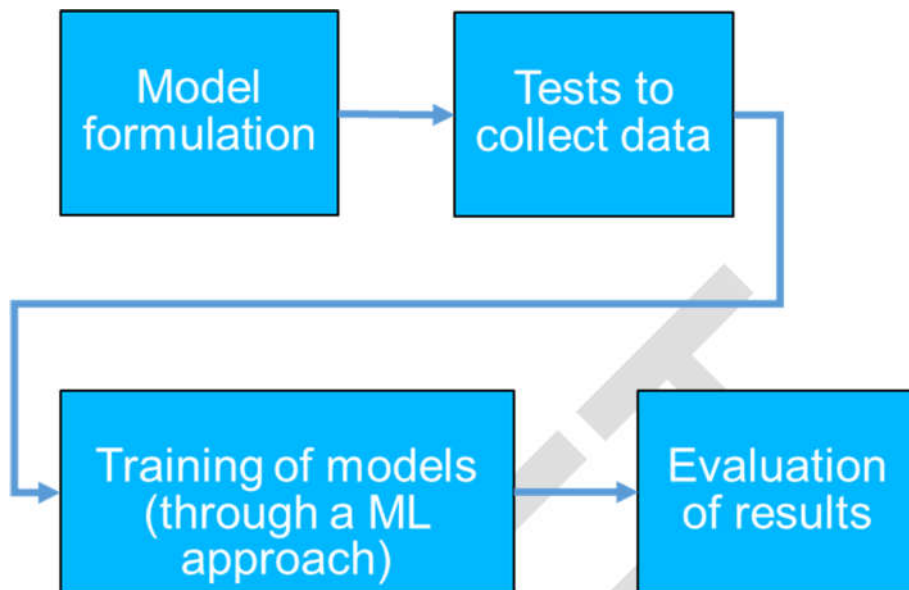 Model
formulation
Tests to
collect data
Training of models
(through a ML
approach)
Evaluation
of results